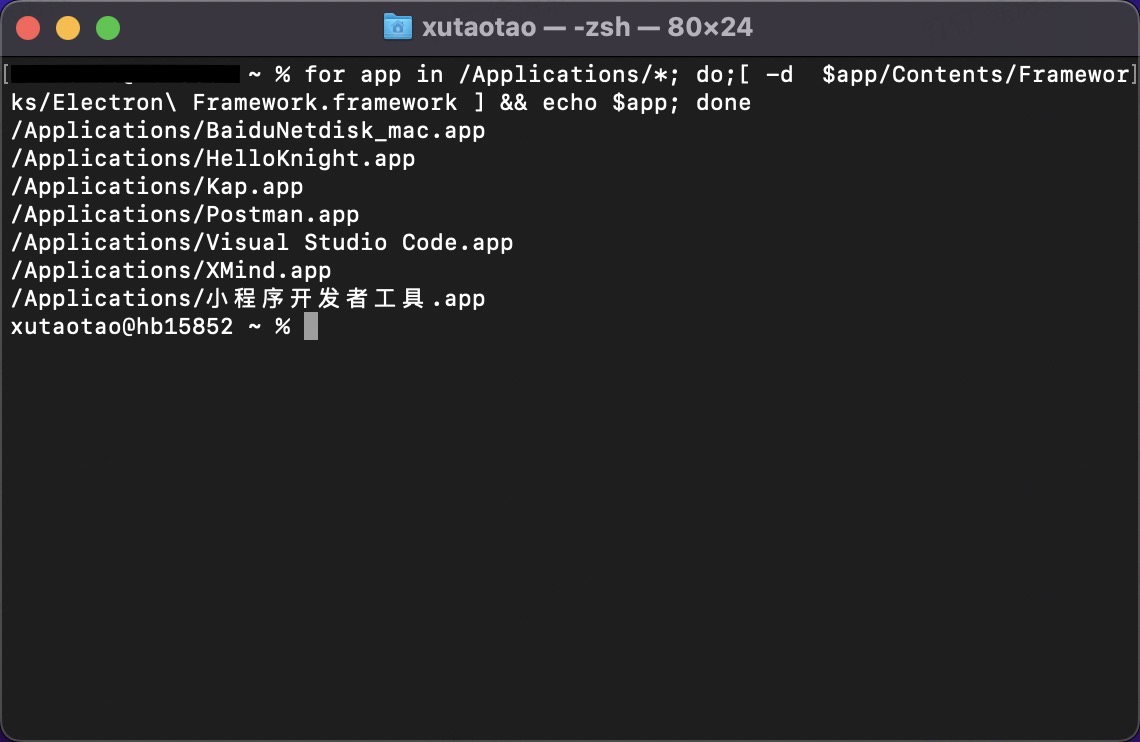 xutaotao — -zsh — 80×24
~ % for app in /Applications/*; do;[ -d  $app/Contents/Framewor
ks/Electron\ Framework.framework ] && echo $app; done
/Applications/BaiduNetdisk_mac.app
/Applications/HelloKnight.app
/Applications/Kap.app
/Applications/Postman.app
/Applications/Visual Studio Code.app
/Applications/XMind.app
/Applications/小程序开发者工具.app
xutaotao@hb15852 ~ %